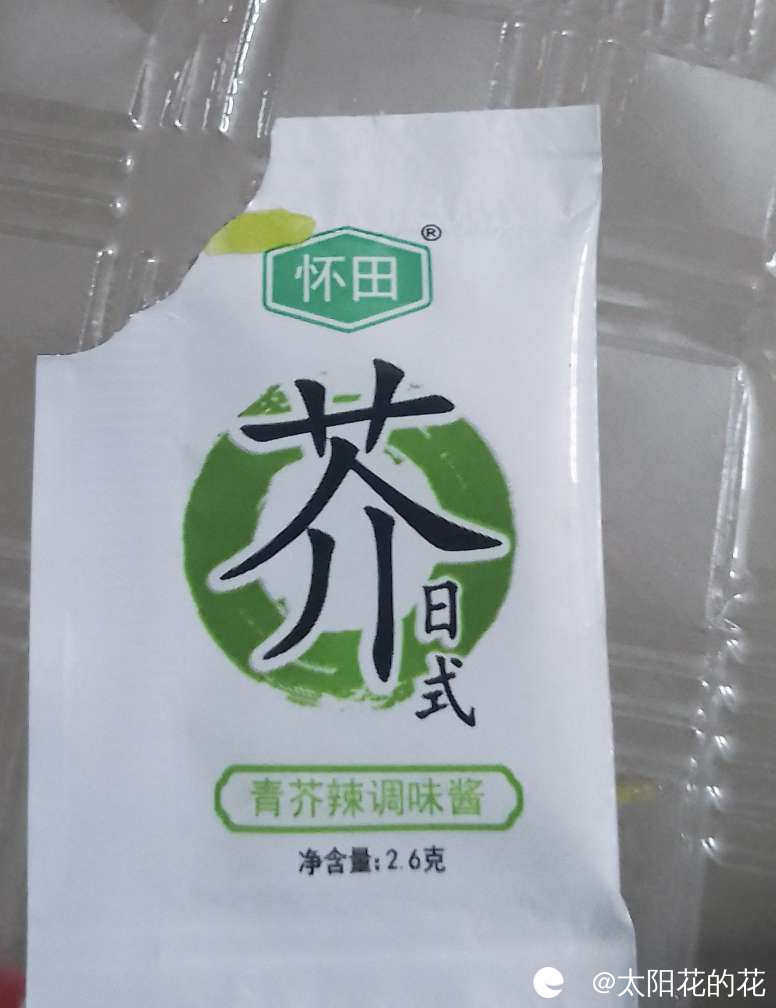 怀田®
芥
日式
青芥辣调味酱
净含量:2.6克
@太阳花的花